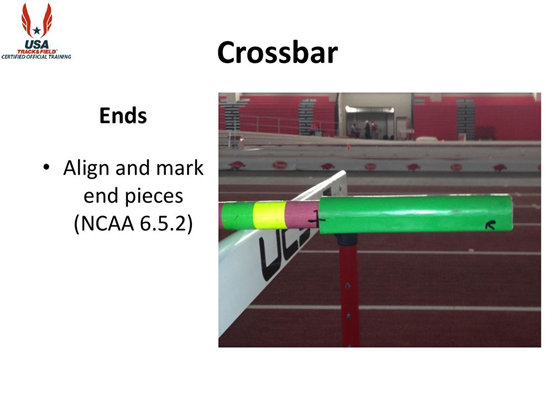 USA
TRACK&FIELD
CERTIFIED OFFICIAL TRAINING
Crossbar
Ends
• Align and mark
end pieces
(NCAA 6.5.2)